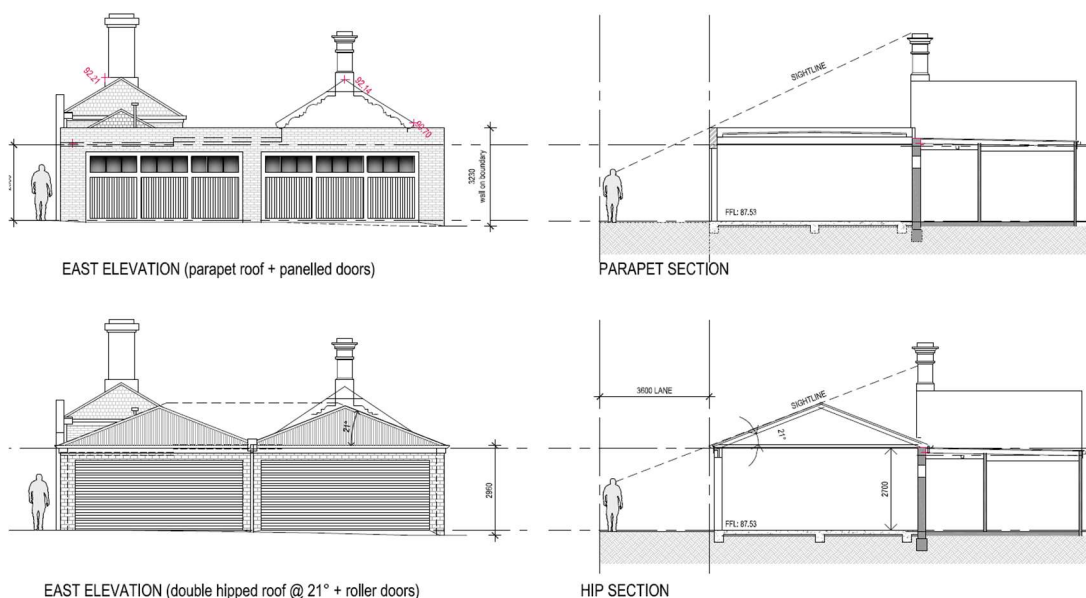 92.21
92.14
90.70
3230
wall on boundary
EAST ELEVATION (parapet roof + panelled doors)
SIGHTLINE
FFL: 87.53
PARAPET SECTION
21°
2960
EAST ELEVATION (double hipped roof @ 21° + roller doors)
3600 LANE
SIGHTLINE
21°
2700
FFL: 87.53
HIP SECTION